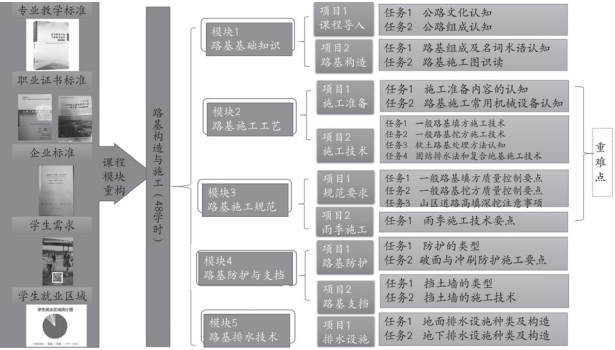 专业教学标准
职业证书标准
企业标准
学生需求
学生就业区域
课程
模块
重构
路基构造与施工（48学时）
模块1
路基基础知识
项目1
课程导入
任务1 公路文化认知
任务2 公路组成认知
项目2
路基构造
任务1 路基组成及名词术语认知
任务2 路基施工图识读
模块2
路基施工工艺
项目1
施工准备
任务1 施工准备内容的认知
任务2 路基施工常用机械设备认知
项目2
施工技术
任务1 一般路基填方施工技术
任务2 一般路基挖方施工技术
任务3 软土路基处理方法认知
任务4 固结排水法和复合地基施工技术
模块3
路基施工规范
项目1
规范要求
任务1 一般路基填方质量控制要点
任务2 一般路基挖方质量控制要点
任务3 山区道路高填深挖注意事项
项目2
雨季施工
任务1 雨季施工技术要点
重难点
模块4
路基防护与支挡
项目1
路基防护
任务1 防护的类型
任务2 破面与冲刷防护施工要点
项目2
路基支挡
任务1 挡土墙的类型
任务2 挡土墙的施工技术
模块5
路基排水技术
项目1
排水设施
任务1 地面排水设施种类及构造
任务2 地下排水设施种类及构造